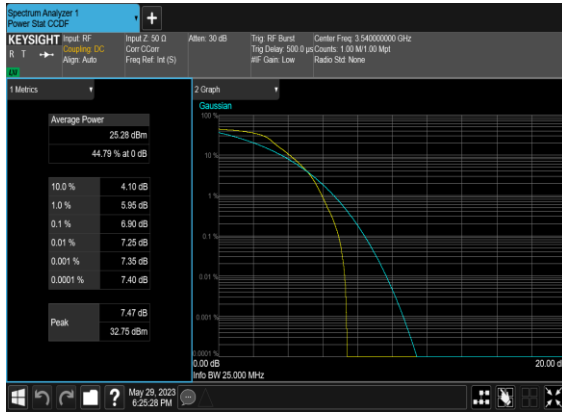 Spectrum Analyzer 1
Power Stat CCDF
KEYSIGHT
R T
LXI
Input: RF
Coupling: DC
Align: Auto
Input Z: 50 Ω
Corr CCorr
Freq Ref: Int (S)
Atten: 30 dB
Trig: RF Burst
Trig Delay: 500.0 µs
#IF Gain: Low
Center Freq: 3.540000000 GHz
Counts: 1.00 M/1.00 Mpt
Radio Std: None
1 Metrics
Average Power
25.28 dBm
44.79 % at 0 dB
10.0 % 4.10 dB
1.0 % 5.95 dB
0.1 % 6.90 dB
0.01 % 7.25 dB
0.001 % 7.35 dB
0.0001 % 7.40 dB
Peak
7.47 dB
32.75 dBm
2 Graph
Gaussian
100 %
10 %
1 %
0.1 %
0.01 %
0.001 %
0.0001 %
0.00 dB
20.00 d
Info BW 25.000 MHz
?
May 29, 2023
6:25:28 PM